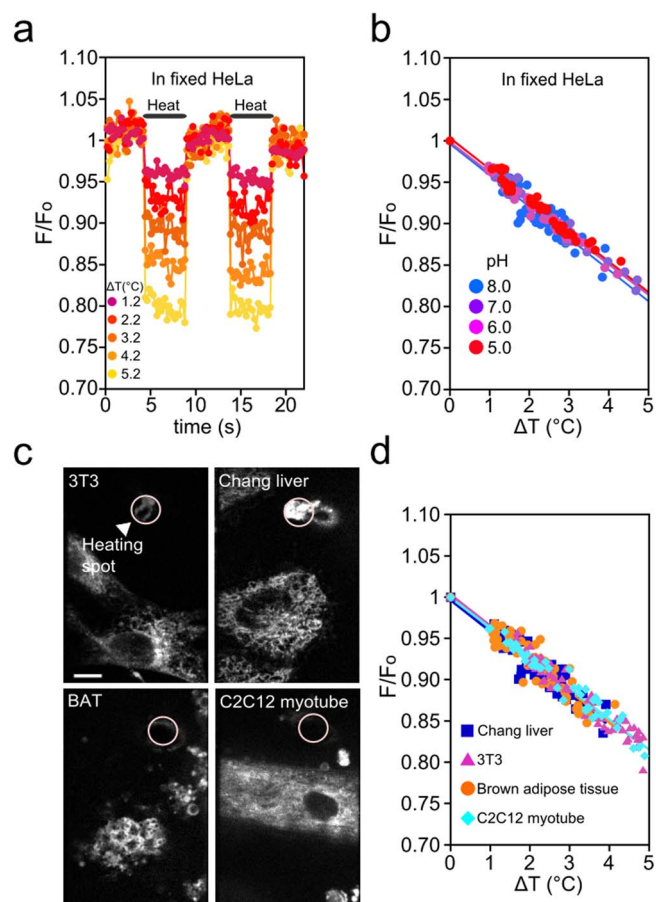 a
In fixed HeLa
Heat
Heat
F/Fo
1.10
1.05
1
0.95
0.90
0.85
0.80
0.75
0.70
ΔT(°C)
1.2
2.2
3.2
4.2
5.2
0 5 10 15 20
time (s)
b
In fixed HeLa
F/Fo
1.10
1.05
1
0.95
0.90
0.85
0.80
0.75
0.70
pH
8.0
7.0
6.0
5.0
0 1 2 3 4 5
ΔT (°C)
c
3T3
Heating
spot
Chang liver
BAT
C2C12 myotube
d
F/Fo
1.10
1.05
1
0.95
0.90
0.85
0.80
0.75
0.70
Chang liver
3T3
Brown adipose tissue
C2C12 myotube
0 1 2 3 4 5
ΔT (°C)